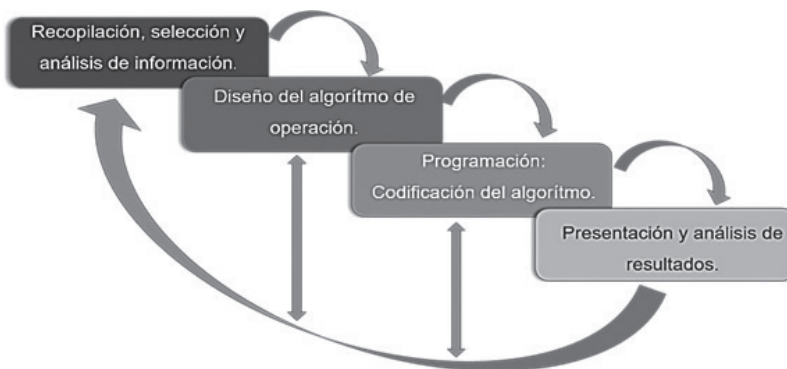 Recopilación, selección y
análisis de información.
Diseño del algorítmo de
operación.
Programación:
Codificación del algorítmo.
Presentación y análisis de
resultados.